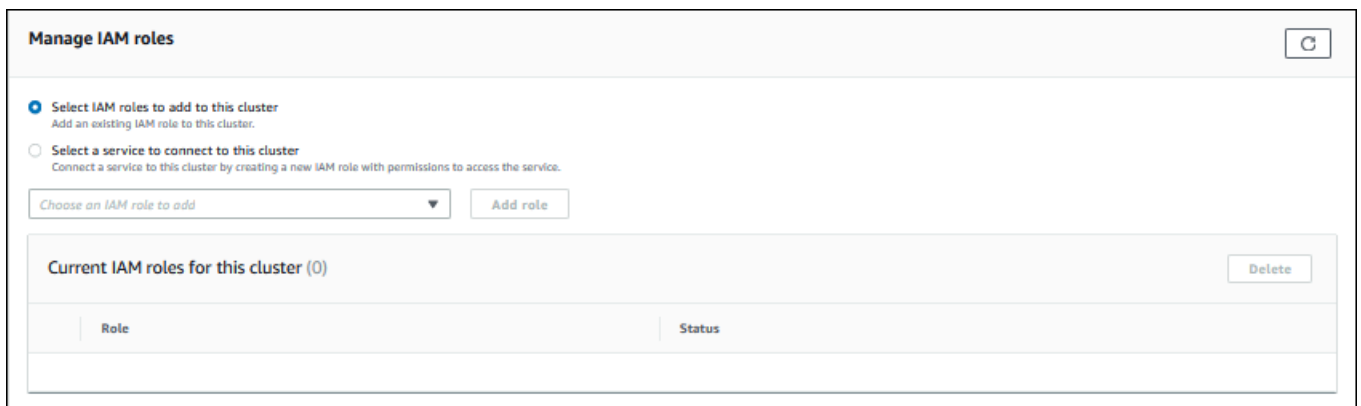 Manage IAM roles
Select IAM roles to add to this cluster
Add an existing IAM role to this cluster.
Select a service to connect to this cluster
Connect a service to this cluster by creating a new IAM role with permissions to access the service.
Choose an IAM role to add
Add role
Current IAM roles for this cluster (0)
Delete
Role
Status